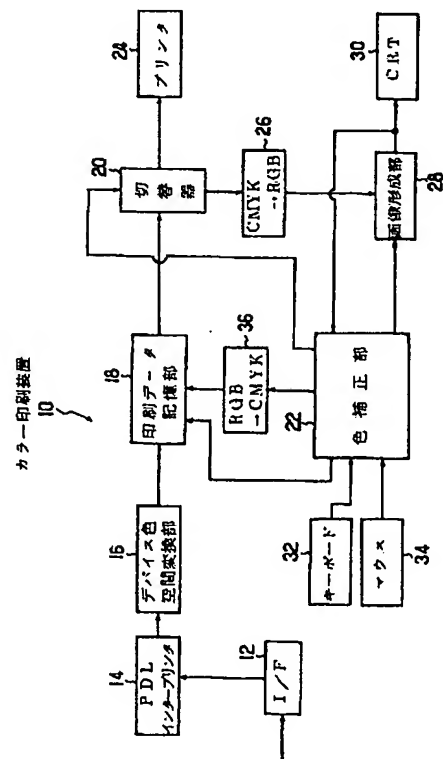 カラー印刷装置
10
24
プリンタ
20
切替器
26
CMYK
→RGB
30
CRT
28
画像形成部
18
印刷データ
記憶部
36
RGB
→CMYK
22
色補正部
16
デバイス色
空間変換部
14
PDL
インタープリンタ
12
I/F
32
キーボード
34
マウス